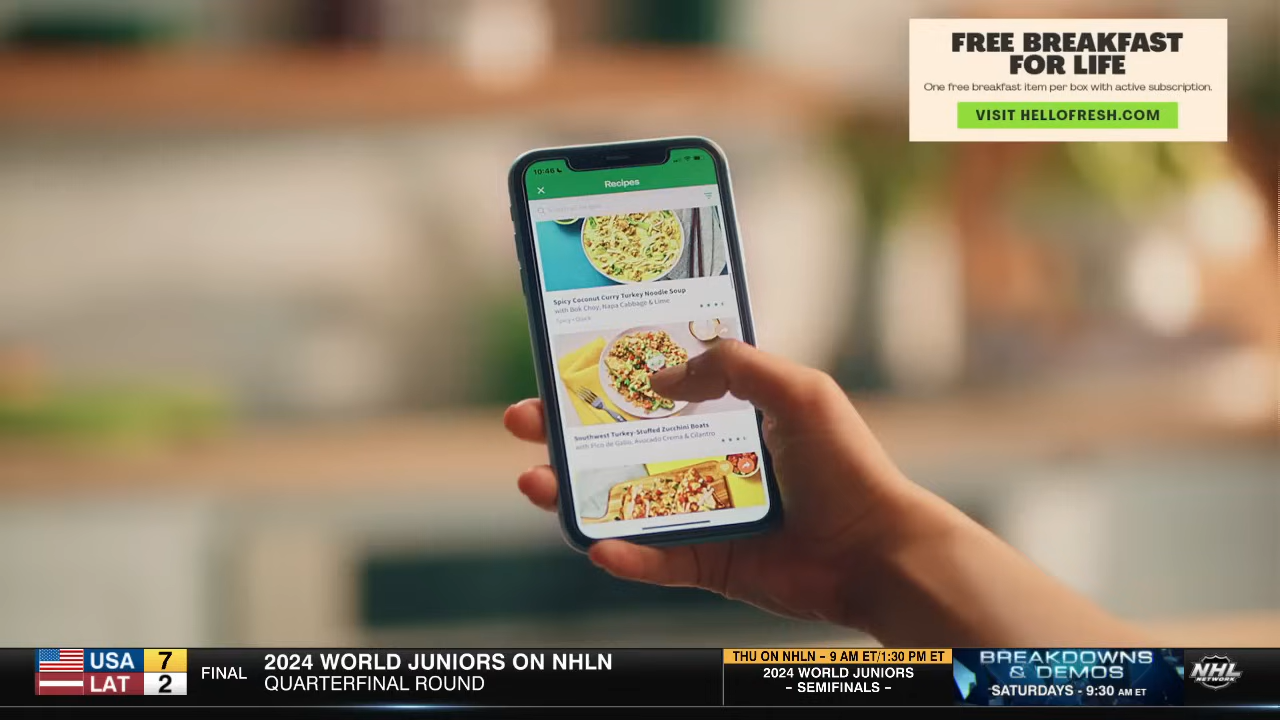 FREE BREAKFAST
FOR LIFE
One free breakfast item per box with active subscription.
VISIT HELLOFRESH.COM
10:46
Recipes
Spicy Coconut Curry Turkey Noodle Soup
with Bok Choy, Napa Cabbage & Lime
Southwest Turkey-Stuffed Zucchini Boats
with Pico de Gallo, Avocado Crema & Cilantro
USA 7
LAT 2
FINAL
2024 WORLD JUNIORS ON NHLN
QUARTERFINAL ROUND
THU ON NHLN – 9 AM ET/1:30 PM ET
2024 WORLD JUNIORS
– SEMIFINALS –
BREAKDOWNS
& DEMOS
SATURDAYS - 9:30 AM ET
NHL
NETWORK